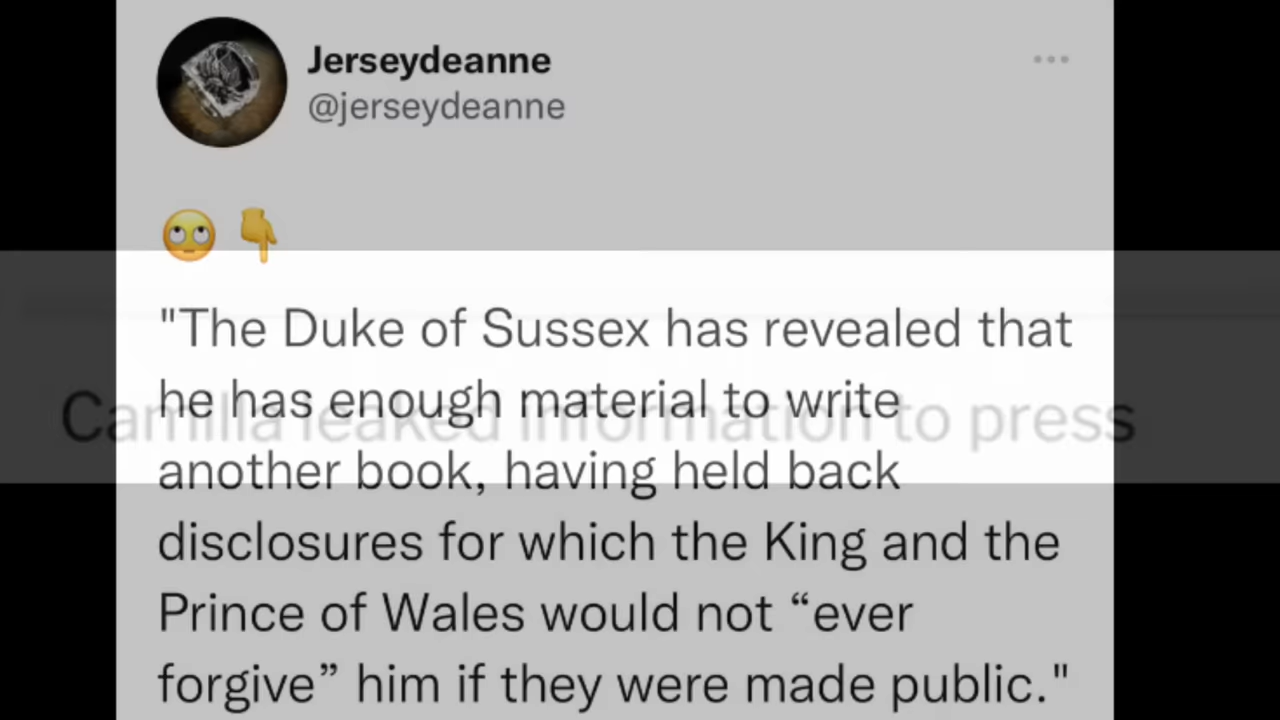 Jerseydeanne
@jerseydeanne
🙄 👇
"The Duke of Sussex has revealed that
he has enough material to write
Camilla leaked information to press
another book, having held back
disclosures for which the King and the
Prince of Wales would not “ever
forgive” him if they were made public."